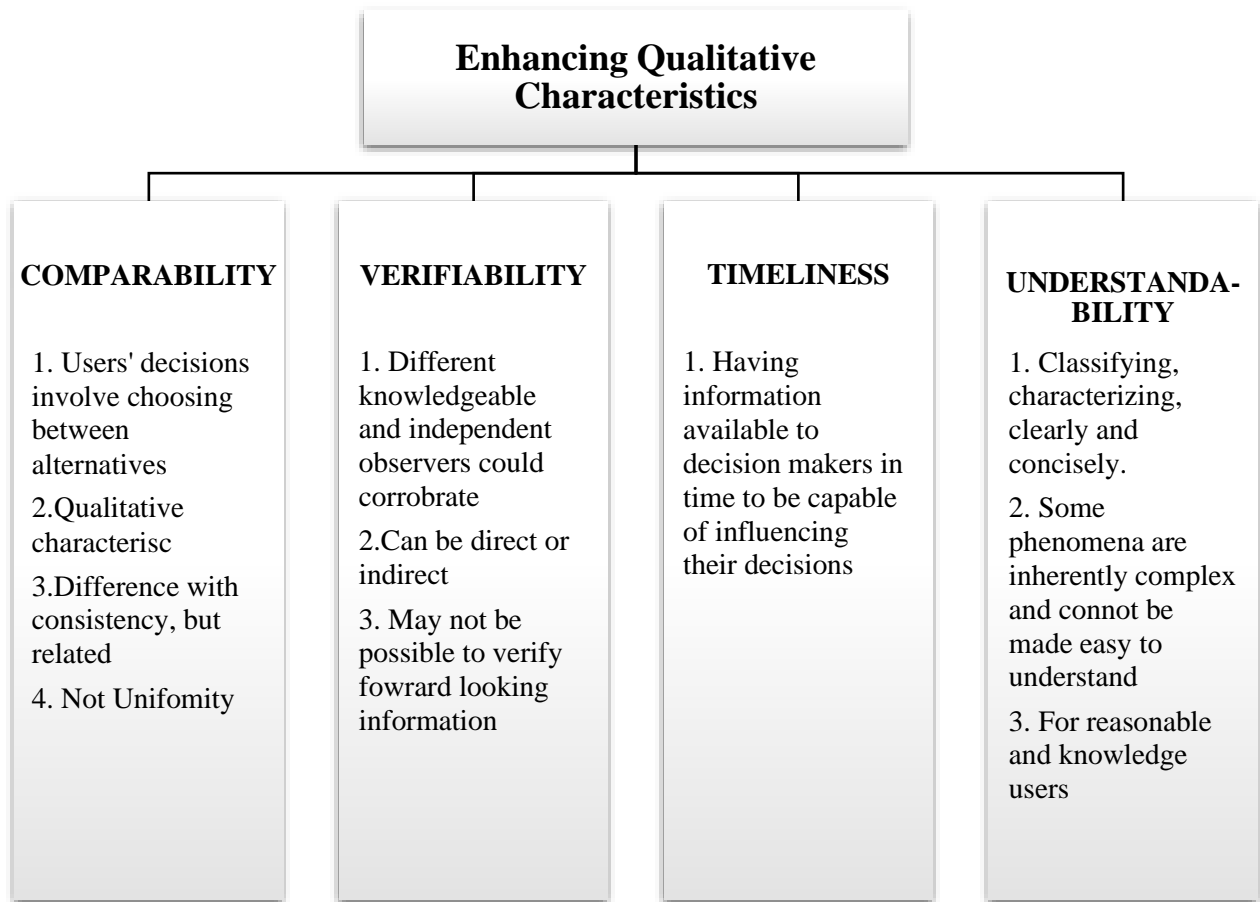 Enhancing Qualitative
Characteristics
COMPARABILITY
1. Users' decisions
involve choosing
between
alternatives
2.Qualitative
characterisc
3.Difference with
consistency, but
related
4. Not Unifomity
VERIFIABILITY
1. Different
knowledgeable
and independent
observers could
corrobrate
2.Can be direct or
indirect
3. May not be
possible to verify
fowrard looking
information
TIMELINESS
1. Having
information
available to
decision makers in
time to be capable
of influencing
their decisions
UNDERSTANDA-
BILITY
1. Classifying,
characterizing,
clearly and
concisely.
2. Some
phenomena are
inherently complex
and connot be
made easy to
understand
3. For reasonable
and knowledge
users